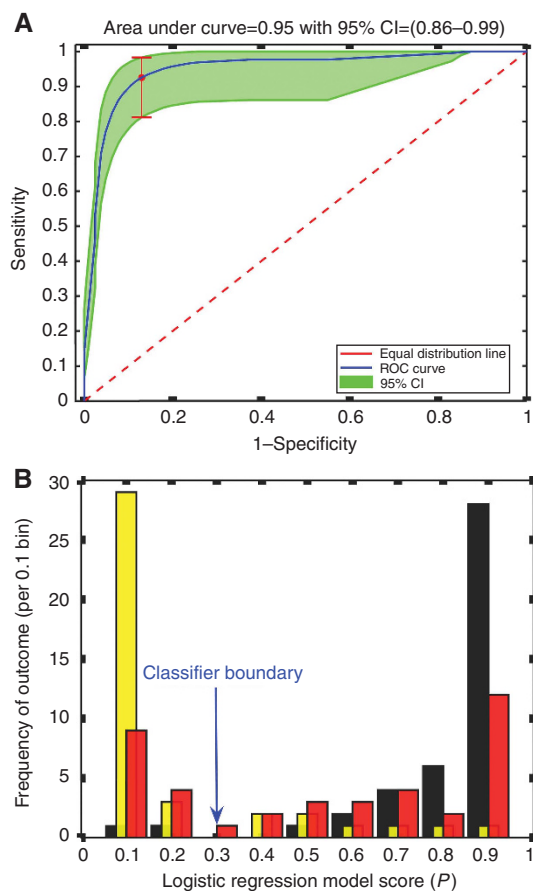 A
Area under curve=0.95 with 95% CI=(0.86–0.99)
1
0.9
0.8
0.7
0.6
0.5
0.4
0.3
0.2
0.1
0
Sensitivity
Equal distribution line
ROC curve
95% CI
0 0.2 0.4 0.6 0.8 1
1–Specificity
B
30
25
20
15
10
5
0
Frequency of outcome (per 0.1 bin)
Classifier boundary
0 0.1 0.2 0.3 0.4 0.5 0.6 0.7 0.8 0.9 1
Logistic regression model score (P)